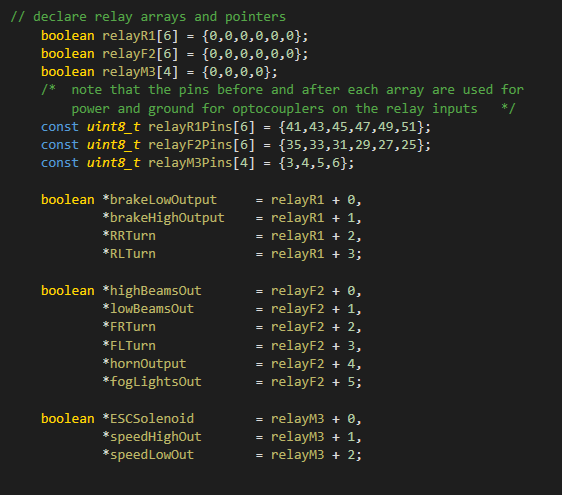 // declare relay arrays and pointers
boolean relayR1[6] = {0,0,0,0,0,0};
boolean relayF2[6] = {0,0,0,0,0,0};
boolean relayM3[4] = {0,0,0,0};
/*  note that the pins before and after each array are used for
power and ground for optocouplers on the relay inputs   */
const uint8_t relayR1Pins[6] = {41,43,45,47,49,51};
const uint8_t relayF2Pins[6] = {35,33,31,29,27,25};
const uint8_t relayM3Pins[4] = {3,4,5,6};
boolean *brakeLowOutput     = relayR1 + 0,
*brakeHighOutput    = relayR1 + 1,
*RRTurn             = relayR1 + 2,
*RLTurn             = relayR1 + 3;
boolean *highBeamsOut       = relayF2 + 0,
*lowBeamsOut        = relayF2 + 1,
*FRTurn             = relayF2 + 2,
*FLTurn             = relayF2 + 3,
*hornOutput         = relayF2 + 4,
*fogLightsOut       = relayF2 + 5;
boolean *ESCSolenoid        = relayM3 + 0,
*speedHighOut       = relayM3 + 1,
*speedLowOut        = relayM3 + 2;